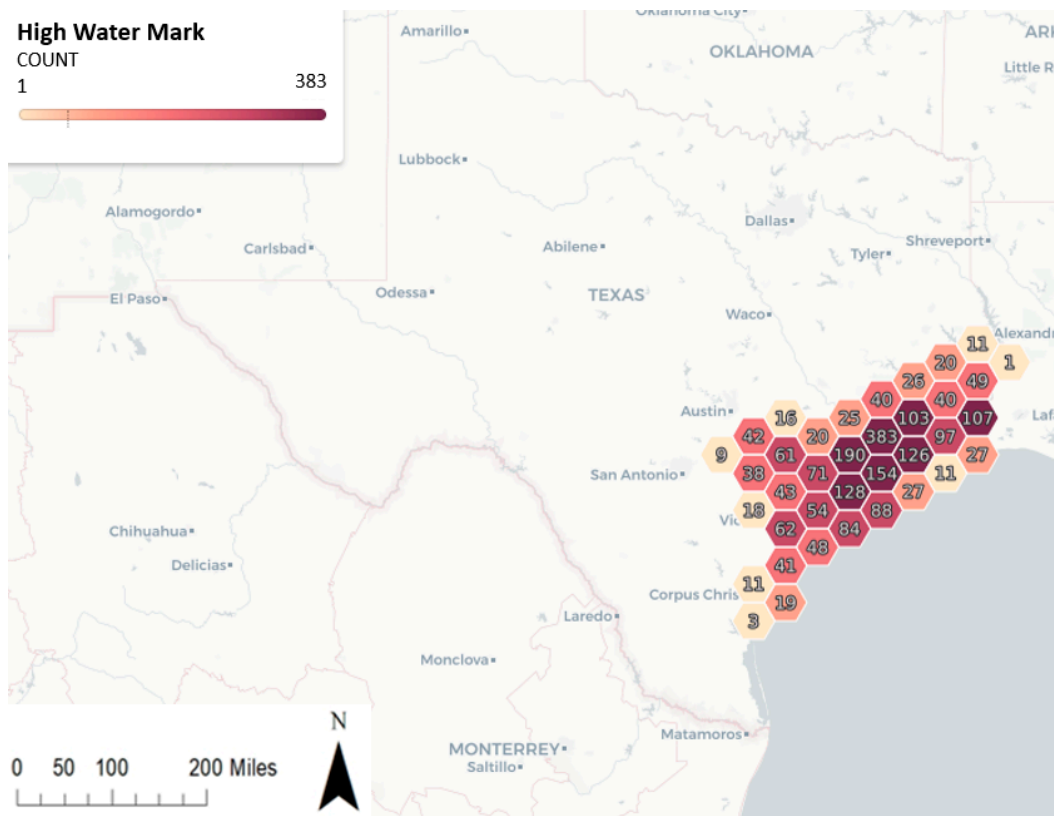 High Water Mark
COUNT
1
383
Oklahoma City
Amarillo
OKLAHOMA
Little R
Lubbock
Alamogordo
Dallas
Carlsbad
Abilene
Shreveport
Tyler
Odessa
TEXAS
El Paso
Waco
Alexandr
11
20
1
26
49
40
40
Austin
16
25
103
107
Laf
42
20
383
97
9
61
190
126
27
San Antonio
38
71
154
11
43
128
27
Vic
18
54
88
Chihuahua
62
84
48
Delicias
41
11
Corpus Chris
19
Laredo
3
Monclova
Matamoros
MONTERREY
Saltillo
N
0 50 100 200 Miles